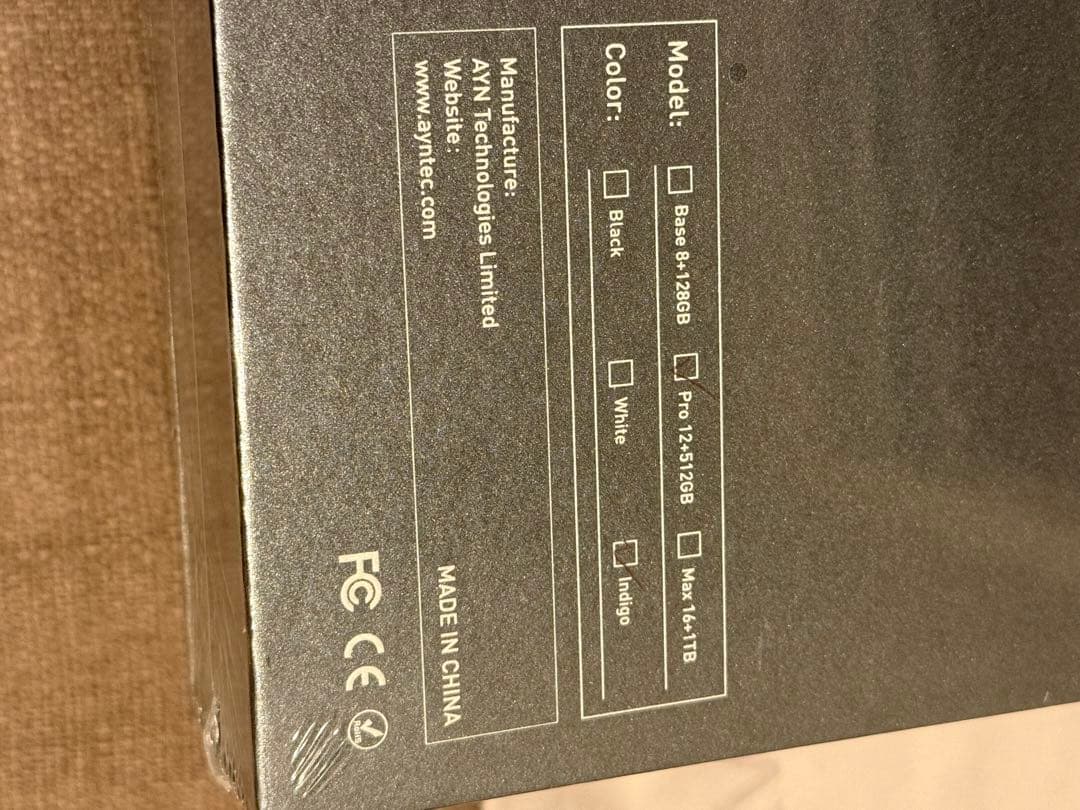 Model: Base 8+128GB Pro 12+512GB Max 16+1TB
Color: Black White Indigo
Manufacture:
AYN Technologies Limited
Website:
www.ayntec.com
MADE IN CHINA
FC CE RoHS